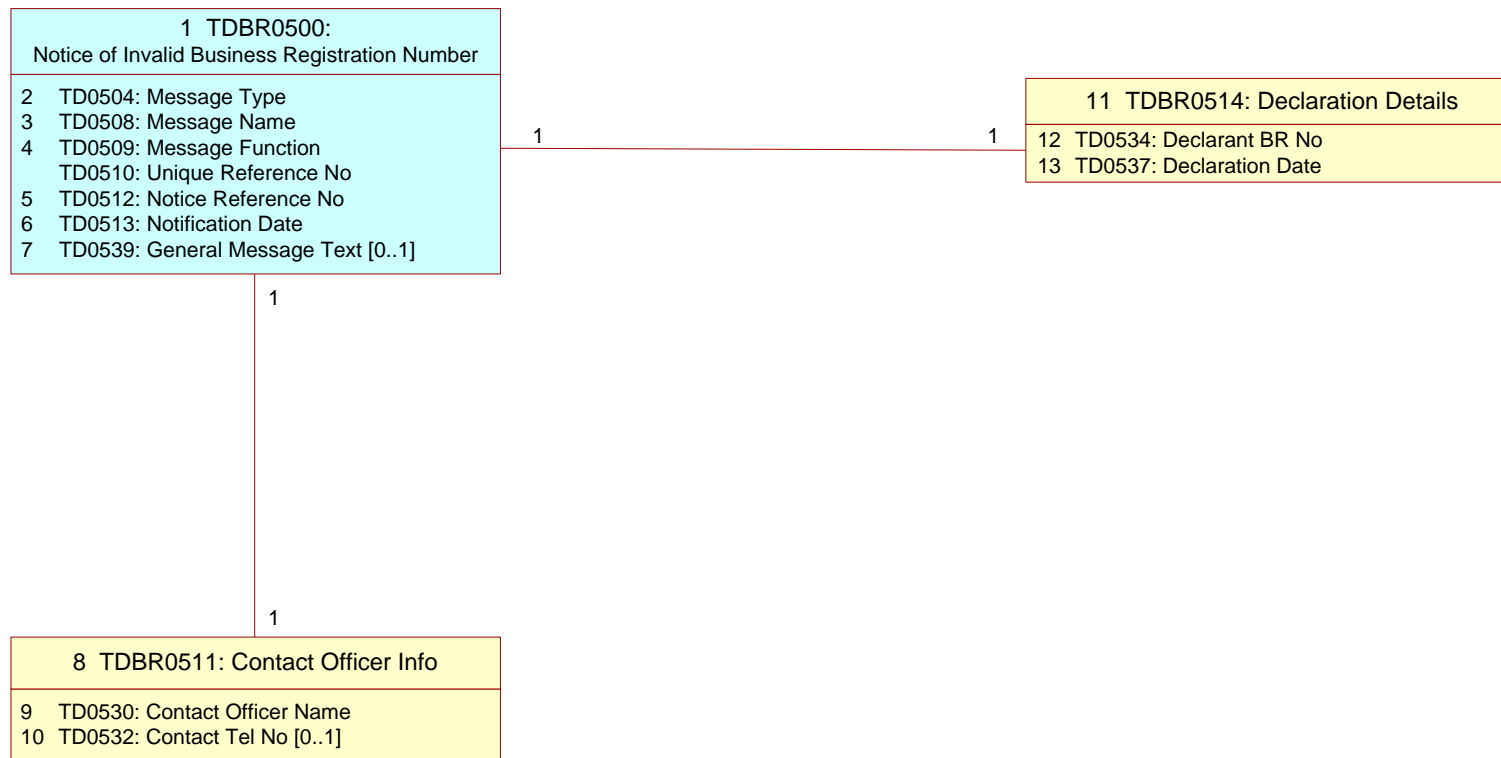 1 TDBR0500:
Notice of Invalid Business Registration Number
2 TD0504: Message Type
3 TD0508: Message Name
4 TD0509: Message Function
TD0510: Unique Reference No
5 TD0512: Notice Reference No
6 TD0513: Notification Date
7 TD0539: General Message Text [0..1]
1
1
11 TDBR0514: Declaration Details
12 TD0534: Declarant BR No
13 TD0537: Declaration Date
1
1
8 TDBR0511: Contact Officer Info
9 TD0530: Contact Officer Name
10 TD0532: Contact Tel No [0..1]